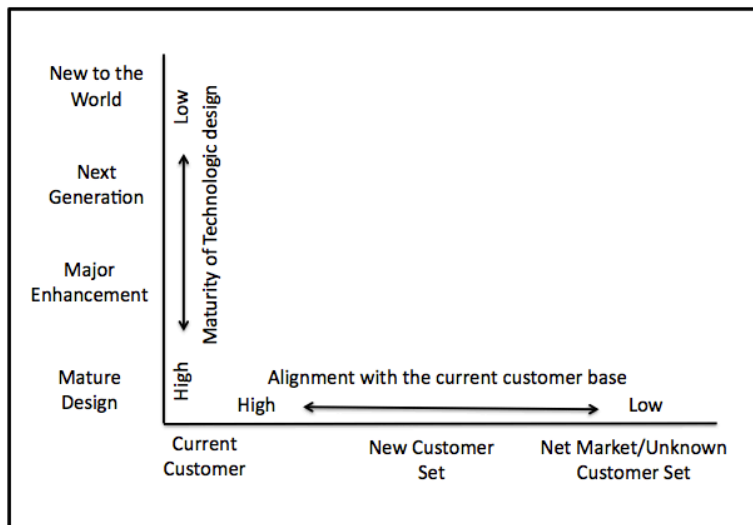 New to the
World
Low
Maturity of Technologic design
Next
Generation
Major
Enhancement
High
Mature
Design
Alignment with the current customer base
High
Low
Current
Customer
New Customer
Set
Net Market/Unknown
Customer Set